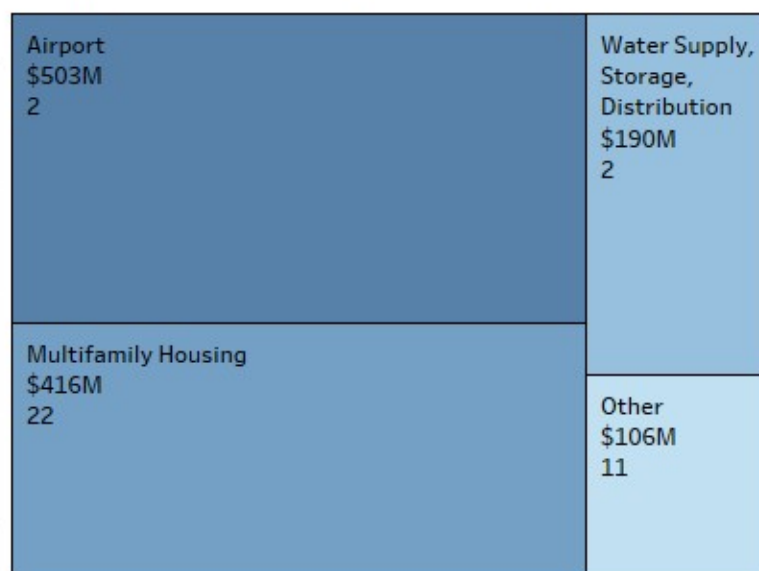 Airport
$503M
2
Water Supply,
Storage,
Distribution
$190M
2
Multifamily Housing
$416M
22
Other
$106M
11